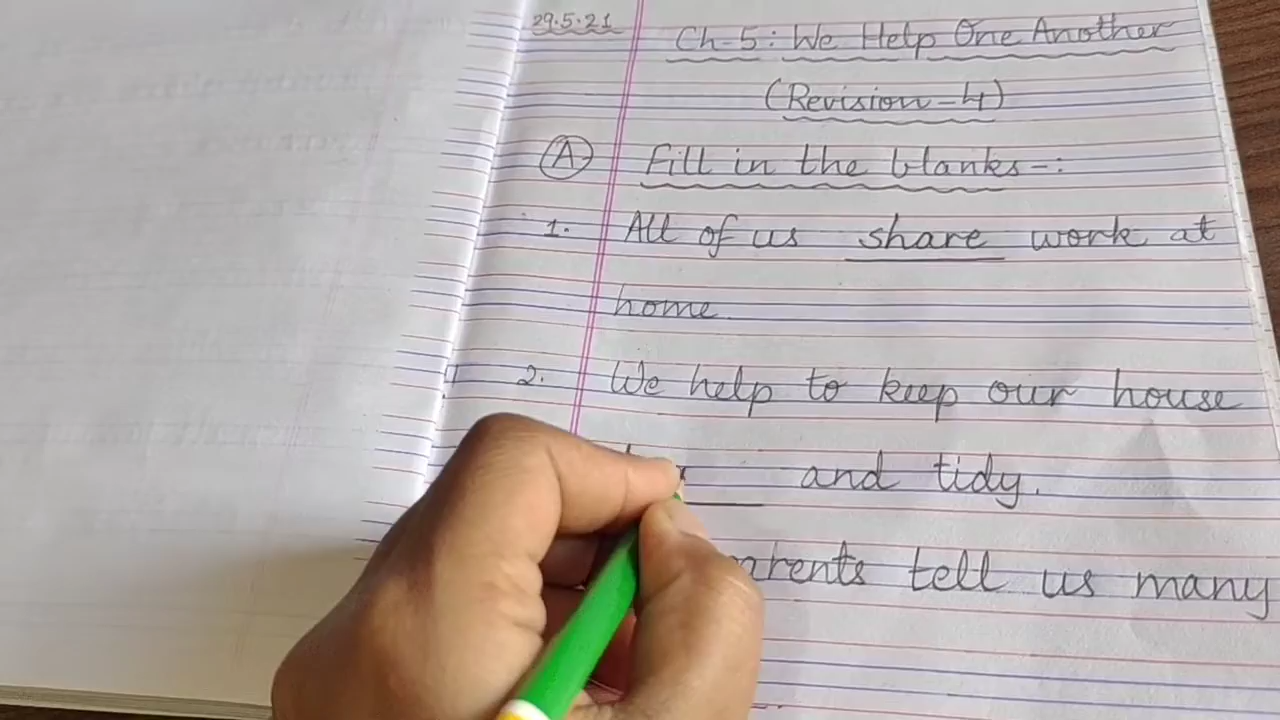 29.5.21
Ch-5: We Help One Another
(Revision-4)
A Fill in the blanks-:
1. All of us share work at
home.
2. We help to keep our house
and tidy.
tell us many